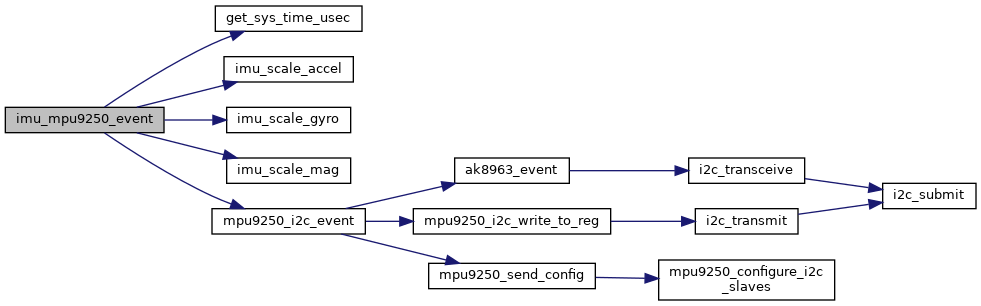 get_sys_time_usec
imu_scale_accel
imu_mpu9250_event
imu_scale_gyro
imu_scale_mag
ak8963_event
i2c_transceive
i2c_submit
mpu9250_i2c_event
mpu9250_i2c_write_to_reg
i2c_transmit
mpu9250_send_config
mpu9250_configure_i2c
_slaves